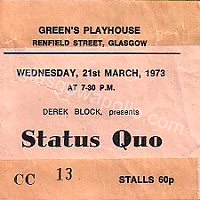 GREEN'S PLAYHOUSE
RENFIELD STREET, GLASGOW
WEDNESDAY, 21st MARCH, 1973
AT 7-30 P.M.
DEREK BLOCK, presents
Status Quo
CC 13 STALLS 60p